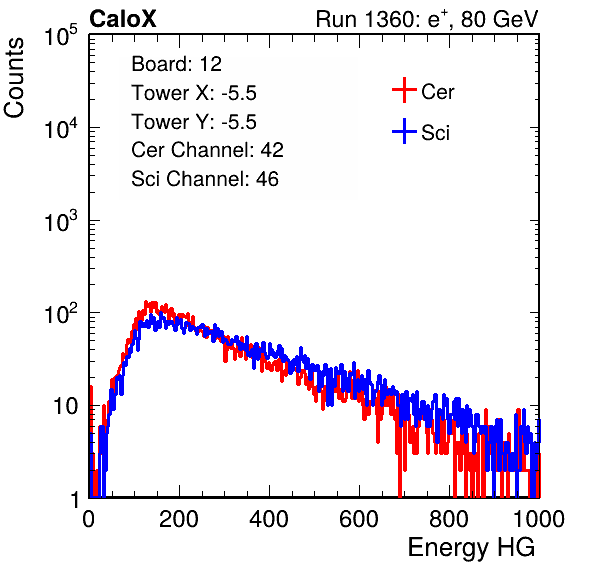 CaloX Run 1360: e⁺, 80 GeV
Board: 12
Tower X: -5.5
Tower Y: -5.5
Cer Channel: 42
Sci Channel: 46
Cer
Sci
Counts
10⁵
10⁴
10³
10²
10
1
0 200 400 600 800 1000
Energy HG